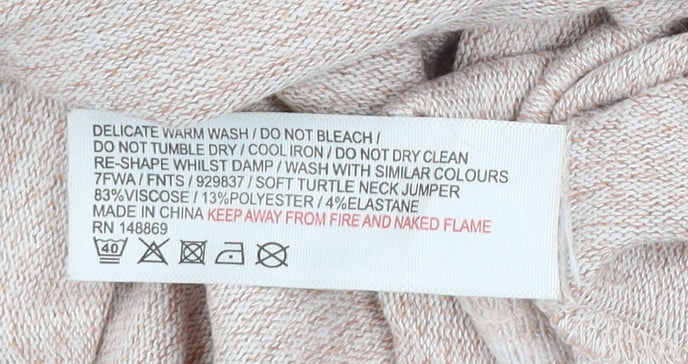 DELICATE WARM WASH / DO NOT BLEACH /
DO NOT TUMBLE DRY / COOL IRON / DO NOT DRY CLEAN
RE-SHAPE WHILST DAMP / WASH WITH SIMILAR COLOURS
7FWA / FNTS / 929837 / SOFT TURTLE NECK JUMPER
83%VISCOSE / 13%POLYESTER / 4%ELASTANE
MADE IN CHINA KEEP AWAY FROM FIRE AND NAKED FLAME
RN 148869
40